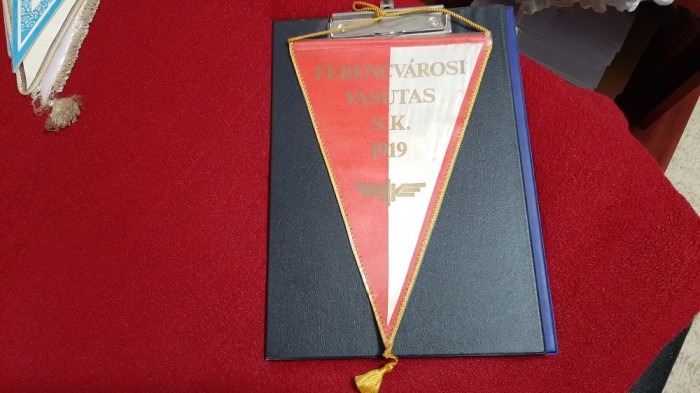 FERENCVÁROSI
VASUTAS
S.K.
1919